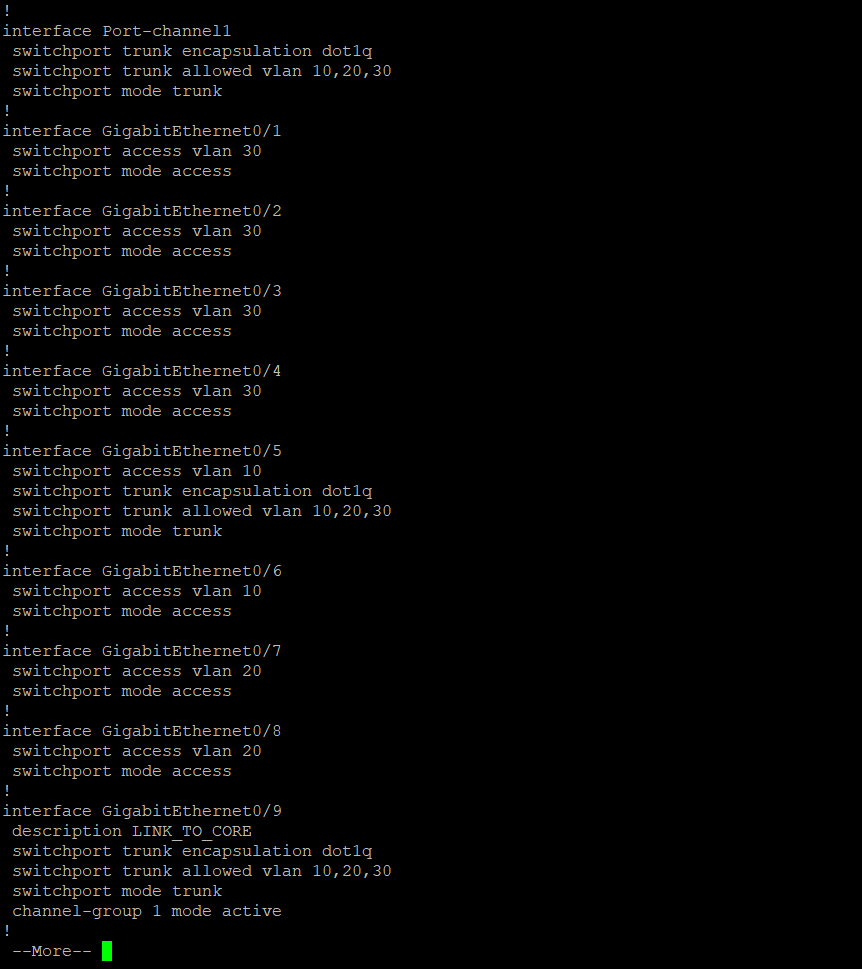 !
interface Port-channel1
 switchport trunk encapsulation dot1q
 switchport trunk allowed vlan 10,20,30
 switchport mode trunk
!
interface GigabitEthernet0/1
 switchport access vlan 30
 switchport mode access
!
interface GigabitEthernet0/2
 switchport access vlan 30
 switchport mode access
!
interface GigabitEthernet0/3
 switchport access vlan 30
 switchport mode access
!
interface GigabitEthernet0/4
 switchport access vlan 30
 switchport mode access
!
interface GigabitEthernet0/5
 switchport access vlan 10
 switchport trunk encapsulation dot1q
 switchport trunk allowed vlan 10,20,30
 switchport mode trunk
!
interface GigabitEthernet0/6
 switchport access vlan 10
 switchport mode access
!
interface GigabitEthernet0/7
 switchport access vlan 20
 switchport mode access
!
interface GigabitEthernet0/8
 switchport access vlan 20
 switchport mode access
!
interface GigabitEthernet0/9
 description LINK_TO_CORE
 switchport trunk encapsulation dot1q
 switchport trunk allowed vlan 10,20,30
 switchport mode trunk
 channel-group 1 mode active
!
 --More--